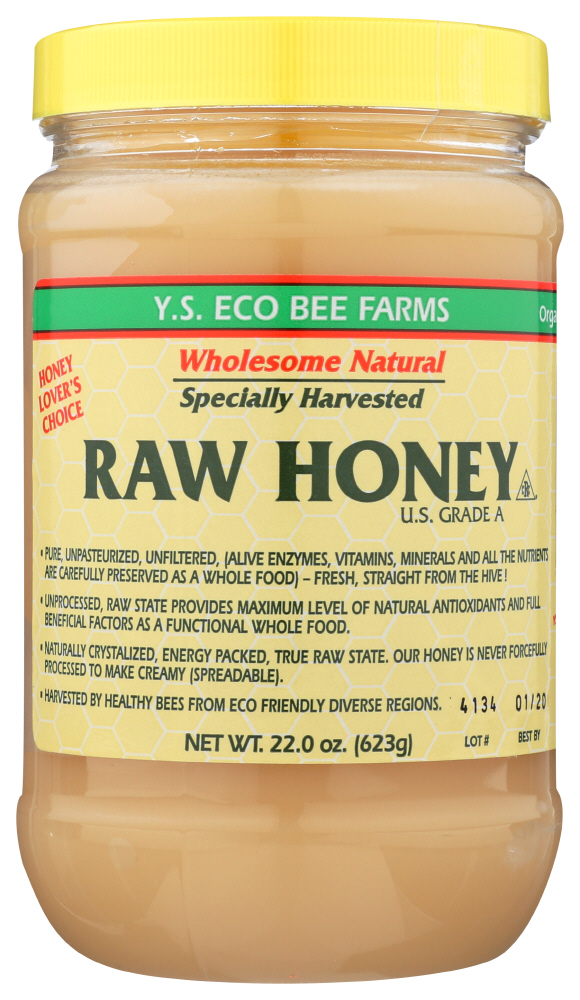 Y.S. ECO BEE FARMS
HONEY
LOVER'S
CHOICE
Wholesome Natural
Specially Harvested
RAW HONEY
U.S. GRADE A
• PURE, UNPASTEURIZED, UNFILTERED, (ALIVE ENZYMES, VITAMINS, MINERALS AND ALL THE NUTRIENTS
ARE CAREFULLY PRESERVED AS A WHOLE FOOD) – FRESH, STRAIGHT FROM THE HIVE !
• UNPROCESSED, RAW STATE PROVIDES MAXIMUM LEVEL OF NATURAL ANTIOXIDANTS AND FULL
BENEFICIAL FACTORS AS A FUNCTIONAL WHOLE FOOD.
• NATURALLY CRYSTALIZED, ENERGY PACKED, TRUE RAW STATE. OUR HONEY IS NEVER FORCEFULLY
PROCESSED TO MAKE CREAMY (SPREADABLE).
• HARVESTED BY HEALTHY BEES FROM ECO FRIENDLY DIVERSE REGIONS.
4134 01/20
NET WT. 22.0 oz. (623g)
LOT # BEST BY